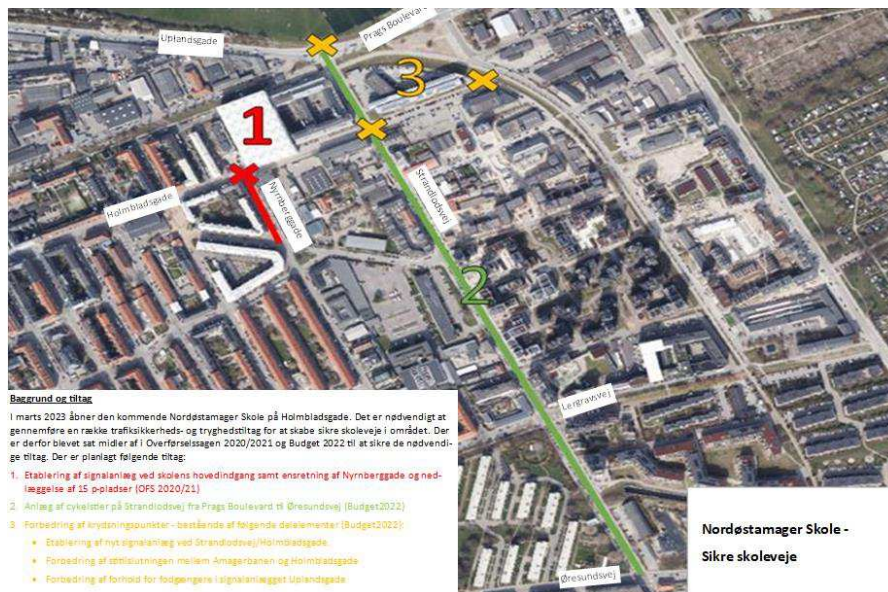 Uplandsgade
Prags Boulevard
3
1
Holmbladsgade
Nyrnberggade
Strandlodsvej
2
Lergravsvej
Øresundsvej
Baggrund og tiltag
I marts 2023 åbner den kommende Nordøstamager Skole på Holmbladsgade. Det er nødvendigt at
gennemføre en række trafiksikkerheds- og tryghedstiltag for at skabe sikre skoleveje i området. Der
er derfor blevet sat midler af i Overførselssagen 2020/2021 og Budget 2022 til at sikre de nødvendi-
ge tiltag. Der er planlagt følgende tiltag:
1. Etablering af signalanlæg ved skolens hovedindgang samt ensretning af Nyrnberggade og ned-
læggelse af 15 p-pladser (OFS 2020/21)
2. Anlæg af cykelstier på Strandlodsvej fra Prags Boulevard til Øresundsvej (Budget2022)
3. Forbedring af krydsningspunkter - bestående af følgende delelementer (Budget2022):
• Etablering af nyt signalanlæg ved Strandlodsvej/Holmbladsgade.
• Forbedring af stitilslutningen mellem Amagerbanen og Holmbladsgade
• Forbedring af forhold for fodgængere i signalanlægget Uplandsgade
Nordøstamager Skole -
Sikre skoleveje